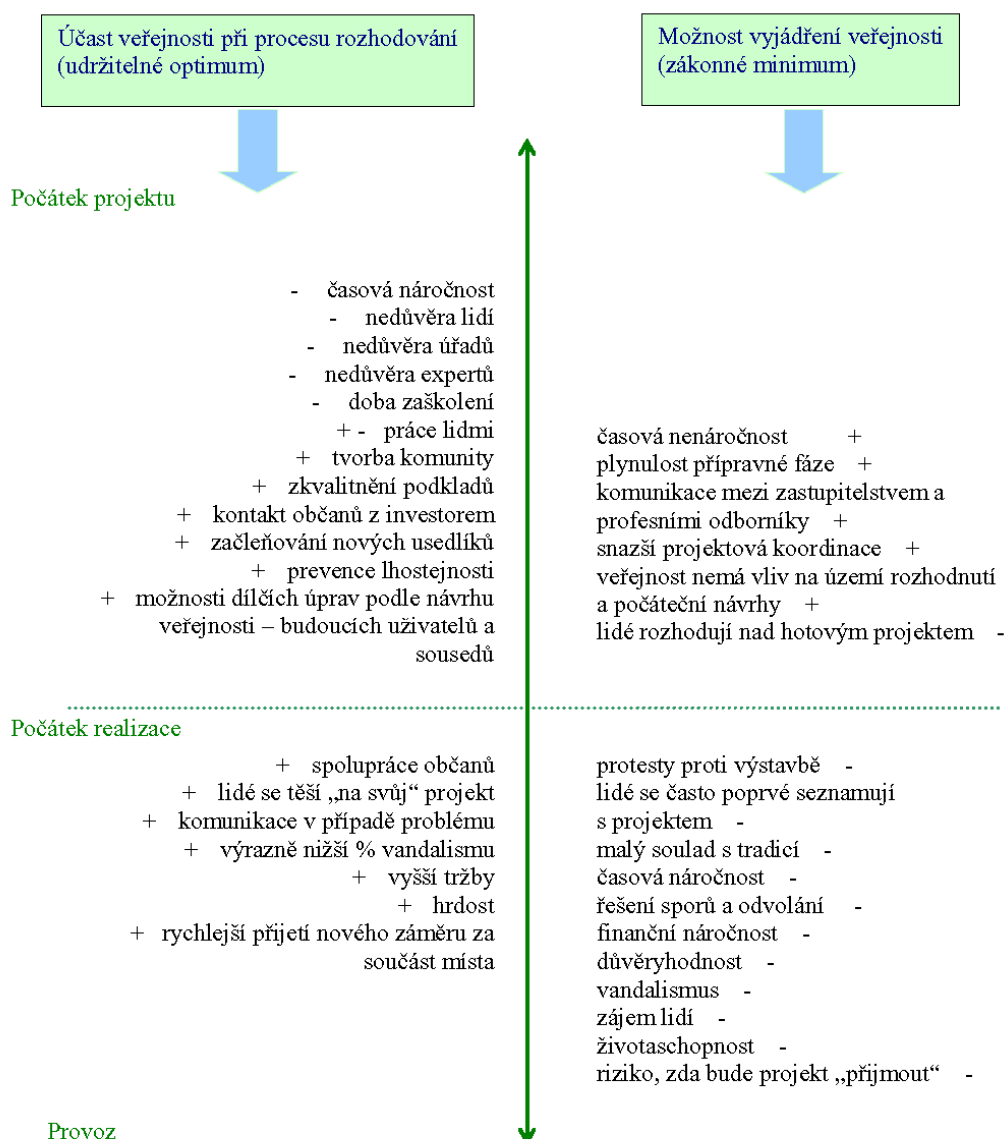 Účast veřejnosti při procesu rozhodování
(udržitelné optimum)
Možnost vyjádření veřejnosti
(zákonné minimum)
Počátek projektu
- časová náročnost
- nedůvěra lidí
- nedůvěra úřadů
- nedůvěra expertů
- doba zaškolení
+ - práce lidmi
+ tvorba komunity
+ zkvalitnění podkladů
+ kontakt občanů z investorem
+ začleňování nových usedlíků
+ prevence lhostejnosti
+ možnosti dílčích úprav podle návrhu
veřejnosti – budoucích uživatelů a
sousedů
časová nenáročnost +
plynulost přípravné fáze +
komunikace mezi zastupitelstvem a
profesními odborníky +
snazší projektová koordinace +
veřejnost nemá vliv na území rozhodnutí
a počáteční návrhy +
lidé rozhodují nad hotovým projektem -
Počátek realizace
+ spolupráce občanů
+ lidé se těší „na svůj“ projekt
+ komunikace v případě problému
+ výrazně nižší % vandalismu
+ vyšší tržby
+ hrdost
+ rychlejší přijetí nového záměru za
součást místa
protesty proti výstavbě -
lidé se často poprvé seznamují
s projektem -
malý soulad s tradicí -
časová náročnost -
řešení sporů a odvolání -
finanční náročnost -
důvěryhodnost -
vandalismus -
zájem lidí -
životaschopnost -
riziko, zda bude projekt „přijmout“ -
Provoz